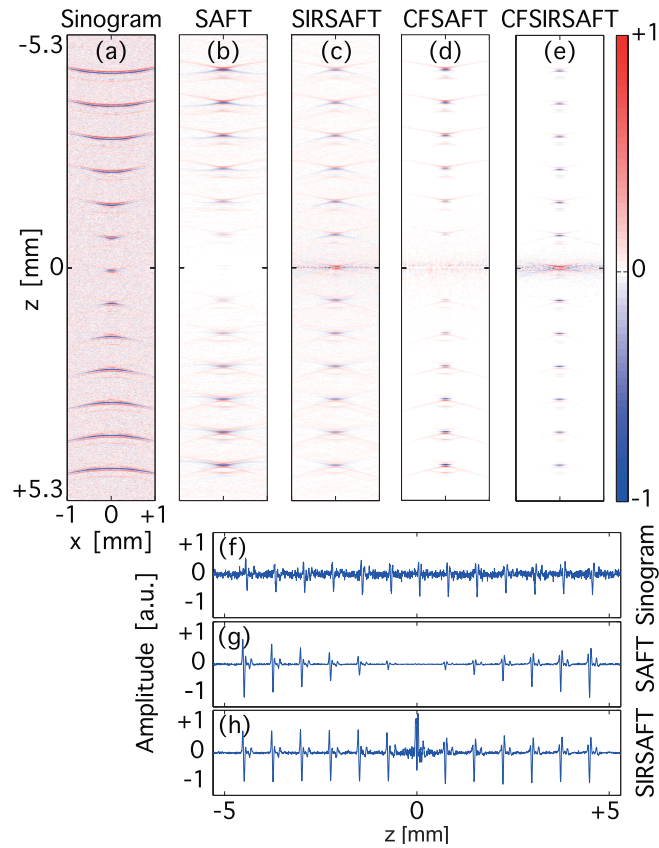 Sinogram SAFT SIRSAFT CFSAFT CFSIRSAFT
-5.3 (a) (b) (c) (d) (e) +1
z [mm] 0 0
+5.3 -1
-1 0 +1
x [mm]
+1 (f)
0
-1
Sinogram
+1 (g)
0
-1
SAFT
+1 (h)
0
-1
SIRSAFT
Amplitude [a.u.]
-5 0 +5
z [mm]